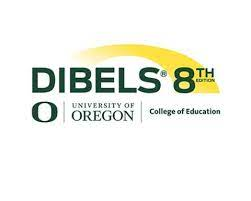 DIBELS® 8TH
EDITION
O UNIVERSITY OF
OREGON
College of Education